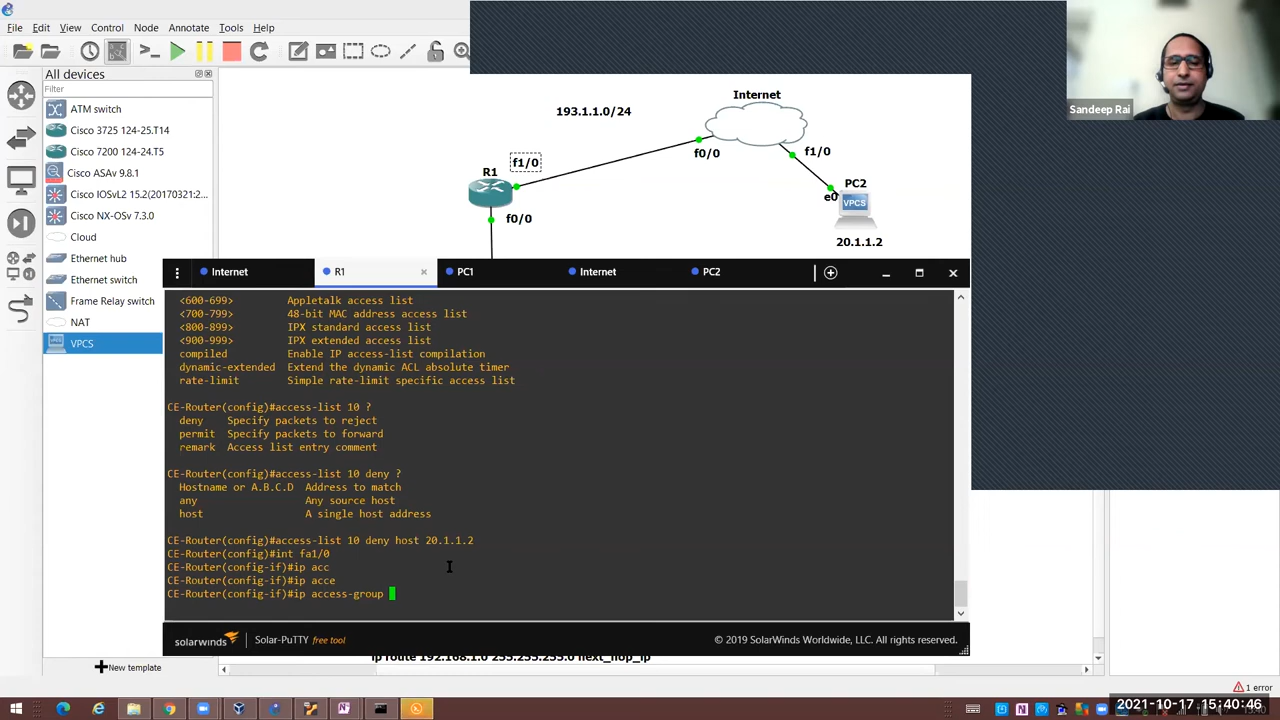 File Edit View Control Node Annotate Tools Help
All devices
Filter
ATM switch
Cisco 3725 124-25.T14
Cisco 7200 124-24.T5
Cisco ASAv 9.8.1
Cisco IOSvL2 15.2(20170321:2...
Cisco NX-OSv 7.3.0
Cloud
Ethernet hub
Ethernet switch
Frame Relay switch
NAT
VPCS
New template
Sandeep Rai
Internet
193.1.1.0/24
f0/0
f1/0
R1
f1/0
f0/0
PC2
e0
VPCS
20.1.1.2
Internet R1 PC1 Internet PC2
<600-699> Appletalk access list
<700-799> 48-bit MAC address access list
<800-899> IPX standard access list
<900-999> IPX extended access list
compiled Enable IP access-list compilation
dynamic-extended Extend the dynamic ACL absolute timer
rate-limit Simple rate-limit specific access list
CE-Router(config)#access-list 10 ?
deny Specify packets to reject
permit Specify packets to forward
remark Access list entry comment
CE-Router(config)#access-list 10 deny ?
Hostname or A.B.C.D Address to match
any Any source host
host A single host address
CE-Router(config)#access-list 10 deny host 20.1.1.2
CE-Router(config)#int fa1/0
CE-Router(config-if)#ip acc
CE-Router(config-if)#ip acce
CE-Router(config-if)#ip access-group
solarwinds Solar-PuTTY free tool © 2019 SolarWinds Worldwide, LLC. All rights reserved.
ip route 192.168.1.0 255.255.255.0 next_hop_ip
1 error
2021-10-17 15:40:46